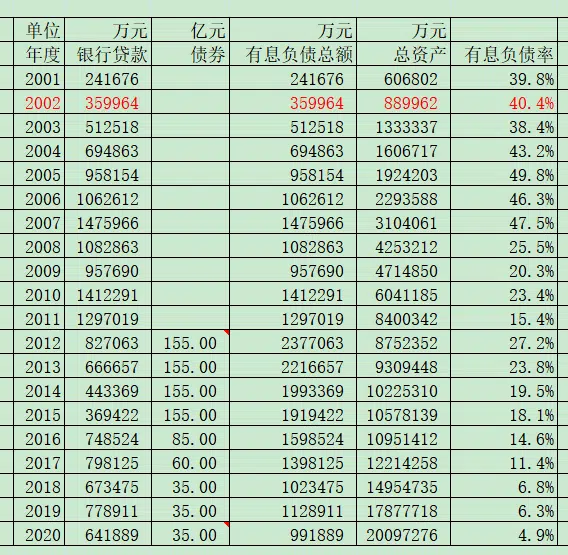 单位 万元 亿元 万元 万元
年度 银行贷款 债券 有息负债总额 总资产 有息负债率
2001 241676 241676 606802 39.8%
2002 359964 359964 889962 40.4%
2003 512518 512518 1333337 38.4%
2004 694863 694863 1606717 43.2%
2005 958154 958154 1924203 49.8%
2006 1062612 1062612 2293588 46.3%
2007 1475966 1475966 3104061 47.5%
2008 1082863 1082863 4253212 25.5%
2009 957690 957690 4714850 20.3%
2010 1412291 1412291 6041185 23.4%
2011 1297019 1297019 8400342 15.4%
2012 827063 155.00 2377063 8752352 27.2%
2013 666657 155.00 2216657 9309448 23.8%
2014 443369 155.00 1993369 10225310 19.5%
2015 369422 155.00 1919422 10578139 18.1%
2016 748524 85.00 1598524 10951412 14.6%
2017 798125 60.00 1398125 12214258 11.4%
2018 673475 35.00 1023475 14954735 6.8%
2019 778911 35.00 1128911 17877718 6.3%
2020 641889 35.00 991889 20097276 4.9%